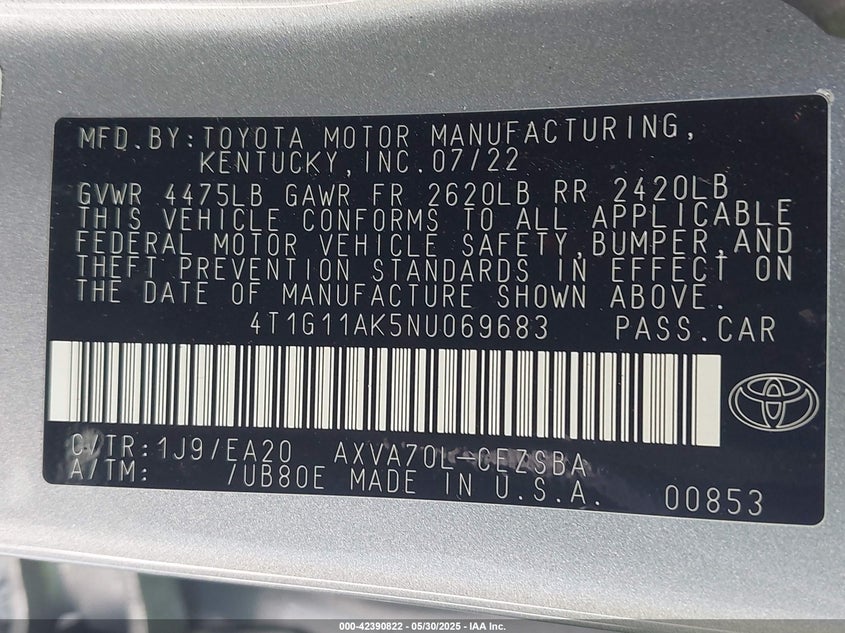 MFD. BY: TOYOTA MOTOR MANUFACTURING,
KENTUCKY, INC. 07/22
GVWR 4475LB GAWR FR 2620LB RR 2420LB
THIS VEHICLE CONFORMS TO ALL APPLICABLE
FEDERAL MOTOR VEHICLE SAFETY, BUMPER, AND
THEFT PREVENTION STANDARDS IN EFFECT ON
THE DATE OF MANUFACTURE SHOWN ABOVE.
4T1G11AK5NU069683 PASS. CAR
C/TR: 1J9/EA20 AXVA70L-CEZSBA
A/TM: /UB80E MADE IN U.S.A. 00853
000-42390822 - 05/30/2025 - IAA Inc.